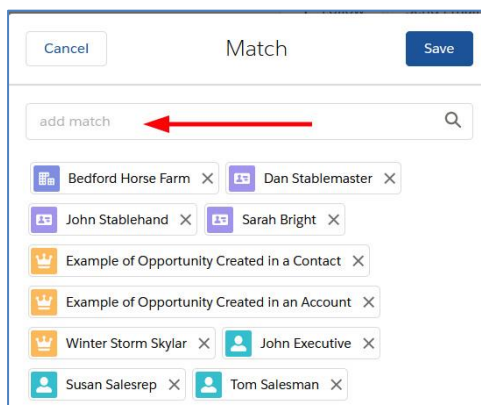 Cancel Match Save
add match
Bedford Horse Farm Dan Stablemaster
John Stablehand Sarah Bright
Example of Opportunity Created in a Contact
Example of Opportunity Created in an Account
Winter Storm Skylar John Executive
Susan Salesrep Tom Salesman